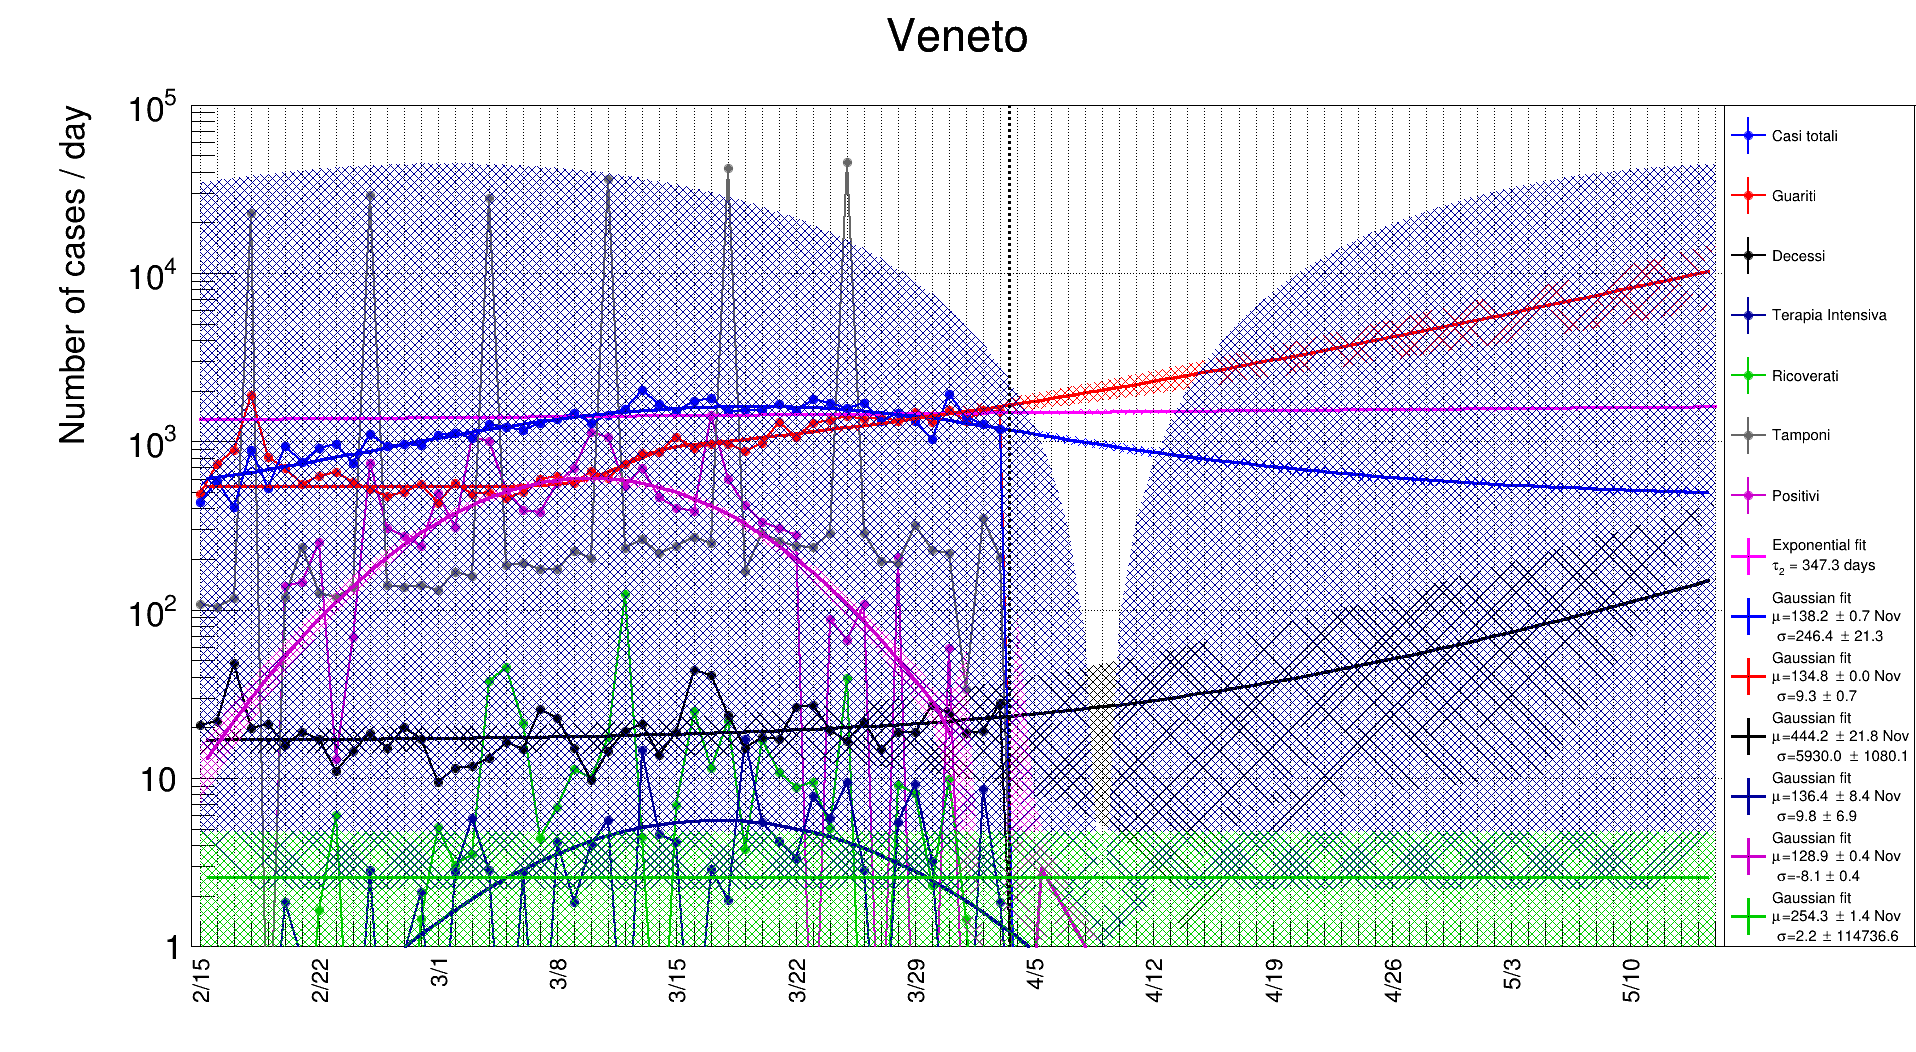 Veneto
Number of cases / day
10^5
10^4
10^3
10^2
10
1
2/15
2/22
3/1
3/8
3/15
3/22
3/29
4/5
4/12
4/19
4/26
5/3
5/10
Casi totali
Guariti
Decessi
Terapia Intensiva
Ricoverati
Tamponi
Positivi
Exponential fit
τ₂ = 347.3 days
Gaussian fit
μ=138.2 ± 0.7 Nov
σ=246.4 ± 21.3
Gaussian fit
μ=134.8 ± 0.0 Nov
σ=9.3 ± 0.7
Gaussian fit
μ=444.2 ± 21.8 Nov
σ=5930.0 ± 1080.1
Gaussian fit
μ=136.4 ± 8.4 Nov
σ=9.8 ± 6.9
Gaussian fit
μ=128.9 ± 0.4 Nov
σ=-8.1 ± 0.4
Gaussian fit
μ=254.3 ± 1.4 Nov
σ=2.2 ± 114736.6